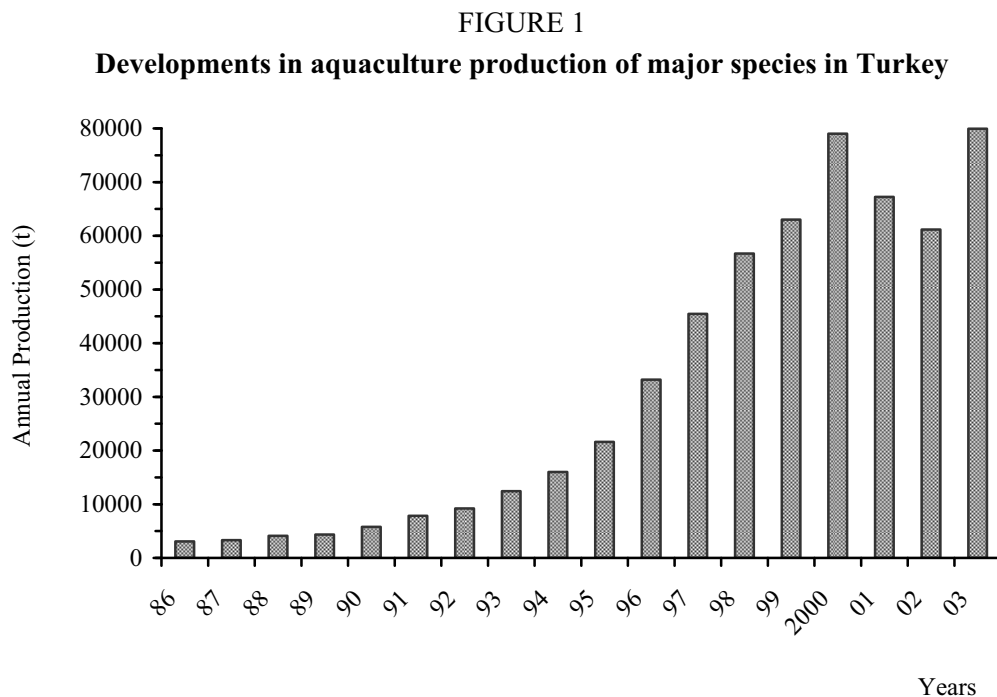 FIGURE 1
Developments in aquaculture production of major species in Turkey
80000
70000
60000
50000
40000
30000
20000
10000
0
Annual Production (t)
86 87 88 89 90 91 92 93 94 95 96 97 98 99 2000 01 02 03
Years